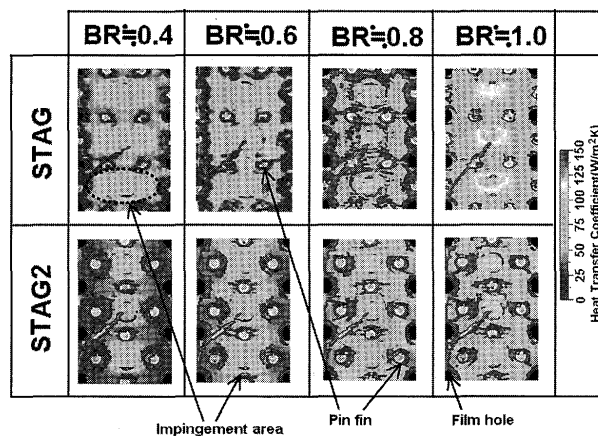 BR≒0.4 BR≒0.6 BR≒0.8 BR≒1.0
STAG
STAG2
150
125
100
75
50
25
0
Heat Transfer Coefficient(W/m²K)
Impingement area
Pin fin
Film hole